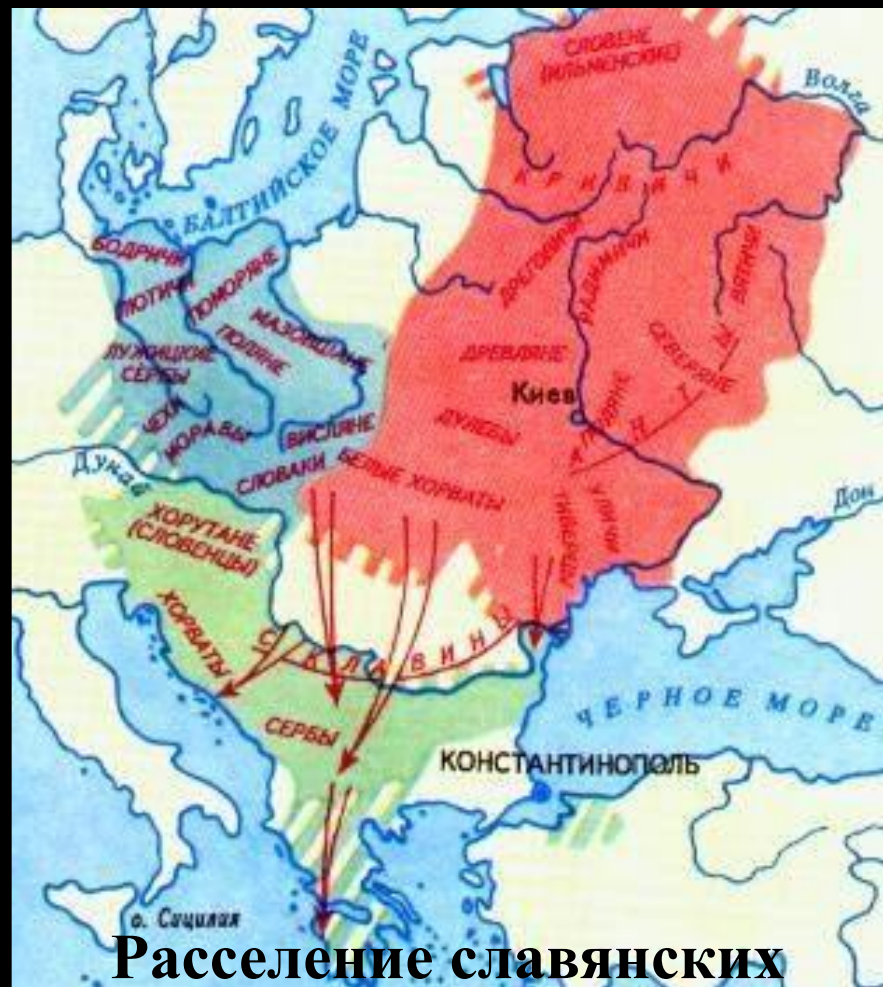 СЛОВЕНЕ
(ИЛЬМЕНСКИЕ)
Волга
БАЛТИЙСКОЕ МОРЕ
КРИВИЧИ
БОДРИЧИ
ЛЮТИЧИ
ПОМОРЯНЕ
МАЗОВШАНЕ
ПОЛЯНЕ
ДРЕГОВИЧИ
РАДИМИЧИ
ВЯТИЧИ
ЛУЖИЦКИЕ
СЕРБЫ
ДРЕВЛЯНЕ
СЕВЕРЯНЕ
Киев
ПОЛЯНЕ
ЧЕХИ
МОРАВЫ
ВИСЛЯНЕ
ДУЛЕБЫ
АНТЫ
СЛОВАКИ
БЕЛЫЕ ХОРВАТЫ
Дунай
Дон
ХОРУТАНЕ
(СЛОВЕНЦЫ)
ТИВЕРЦЫ
УЛИЧИ
ХОРВАТЫ
СКЛАВИНЫ
СЕРБЫ
ЧЕРНОЕ МОРЕ
КОНСТАНТИНОПОЛЬ
о. Сицилия
Расселение славянских